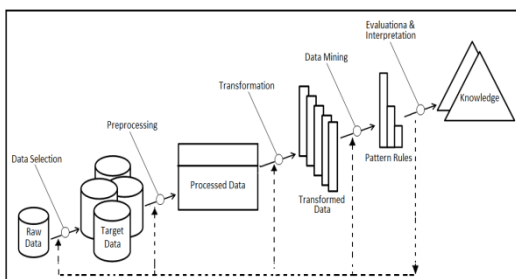 Evaluationa &
Interpretation
Data Mining
Transformation
Preprocessing
Data Selection
Knowledge
Pattern Rules
Transformed
Data
Processed Data
Target
Data
Raw
Data